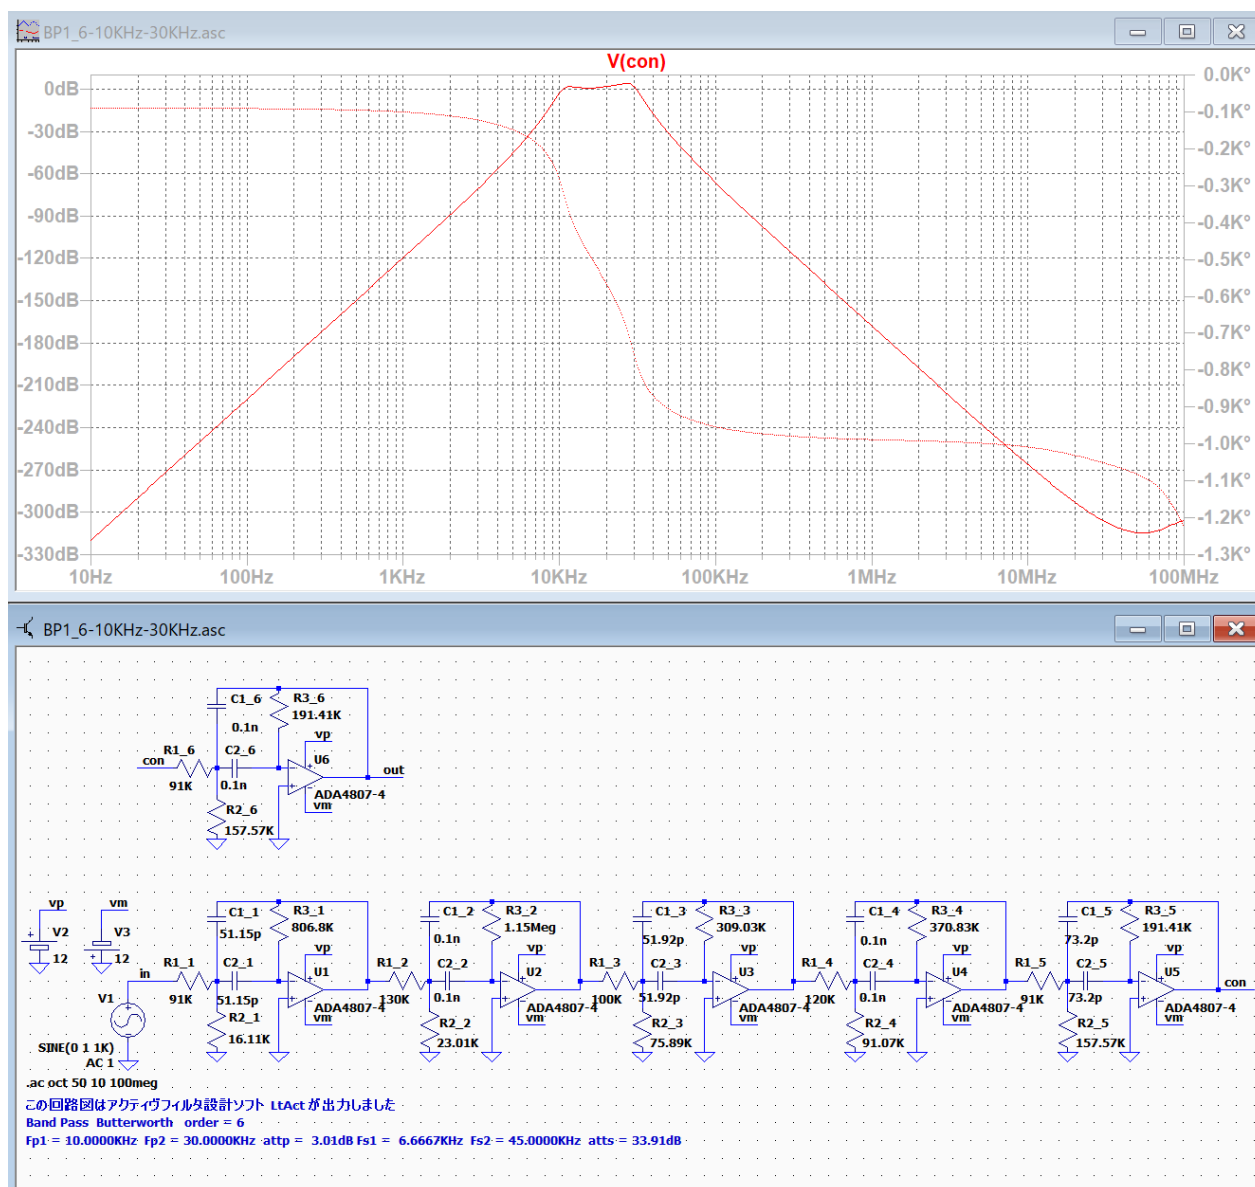 BP1_6-10KHz-30KHz.asc
V(con)
0dB
-30dB
-60dB
-90dB
-120dB
-150dB
-180dB
-210dB
-240dB
-270dB
-300dB
-330dB
0.0K°
-0.1K°
-0.2K°
-0.3K°
-0.4K°
-0.5K°
-0.6K°
-0.7K°
-0.8K°
-0.9K°
-1.0K°
-1.1K°
-1.2K°
-1.3K°
10Hz 100Hz 1KHz 10KHz 100KHz 1MHz 10MHz 100MHz
BP1_6-10KHz-30KHz.asc
C1_6
0.1n
R3_6
191.41K
vp
con
R1_6
91K
C2_6
0.1n
U6
out
ADA4807-4
vm
R2_6
157.57K
vp
V2
12
vm
V3
12
in
V1
SINE(0 1 1K)
AC 1
C1_1
51.15p
R3_1
806.8K
vp
R1_1
91K
C2_1
51.15p
U1
ADA4807-4
vm
R2_1
16.11K
C1_2
0.1n
R3_2
1.15Meg
vp
R1_2
130K
C2_2
0.1n
U2
ADA4807-4
vm
R2_2
23.01K
C1_3
51.92p
R3_3
309.03K
vp
R1_3
100K
C2_3
51.92p
U3
ADA4807-4
vm
R2_3
75.89K
C1_4
0.1n
R3_4
370.83K
vp
R1_4
120K
C2_4
0.1n
U4
ADA4807-4
vm
R2_4
91.07K
C1_5
73.2p
R3_5
191.41K
vp
R1_5
91K
C2_5
73.2p
U5
con
ADA4807-4
vm
R2_5
157.57K
.ac oct 50 10 100meg
この回路図はアクティヴフィルタ設計ソフト LtAct が出力しました
Band Pass Butterworth order = 6
Fp1 = 10.0000KHz Fp2 = 30.0000KHz attp = 3.01dB Fs1 = 6.6667KHz Fs2 = 45.0000KHz atts = 33.91dB